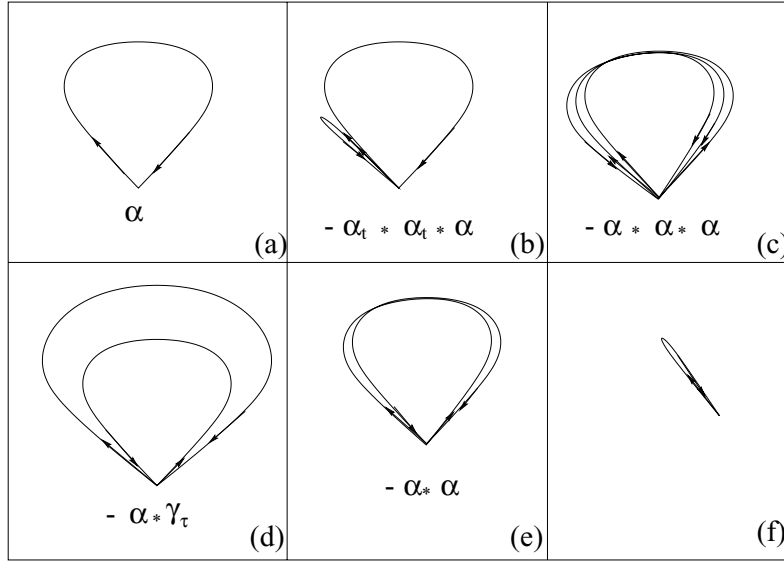 α
(a)
- αt * αt * α
(b)
- α * α * α
(c)
- α * γτ
(d)
- α * α
(e)
(f)